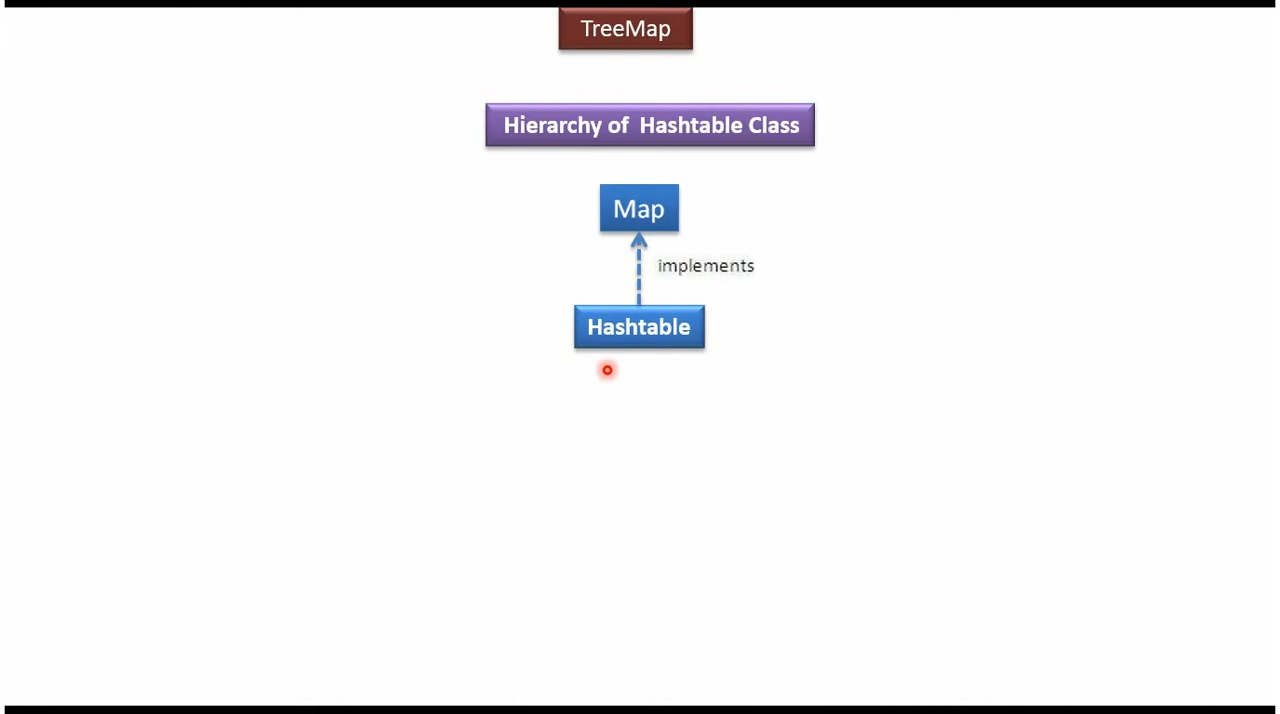 TreeMap
Hierarchy of Hashtable Class
Map
implements
Hashtable